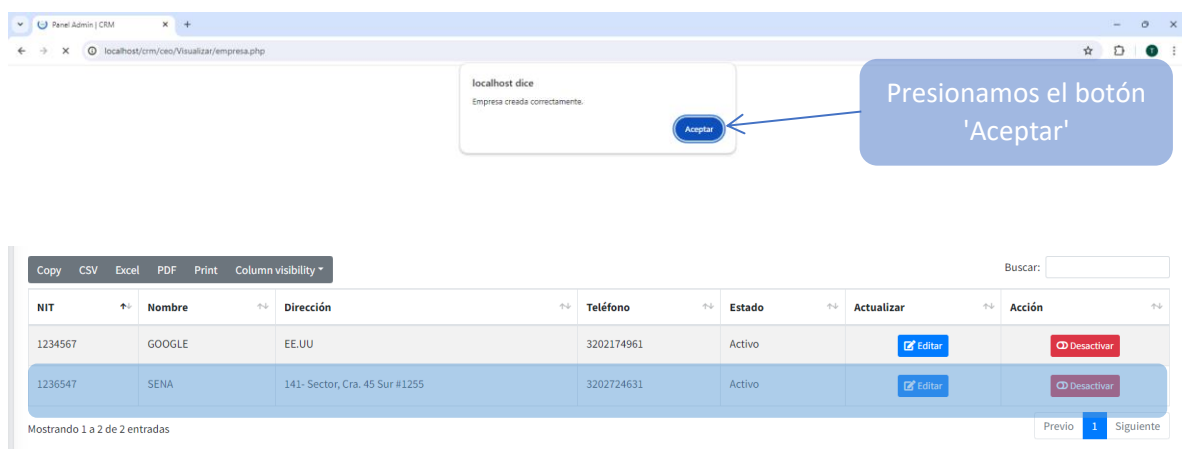 Panel Admin | CRM
localhost/crm/ceo/Visualizar/empresa.php
T
localhost dice
Empresa creada correctamente.
Aceptar
Presionamos el botón
'Aceptar'
Copy CSV Excel PDF Print Column visibility
Buscar:
NIT Nombre Dirección Teléfono Estado Actualizar Acción
1234567 GOOGLE EE.UU 3202174961 Activo Editar Desactivar
1236547 SENA 141- Sector, Cra. 45 Sur #1255 3202724631 Activo Editar Desactivar
Mostrando 1 a 2 de 2 entradas
Previo 1 Siguiente